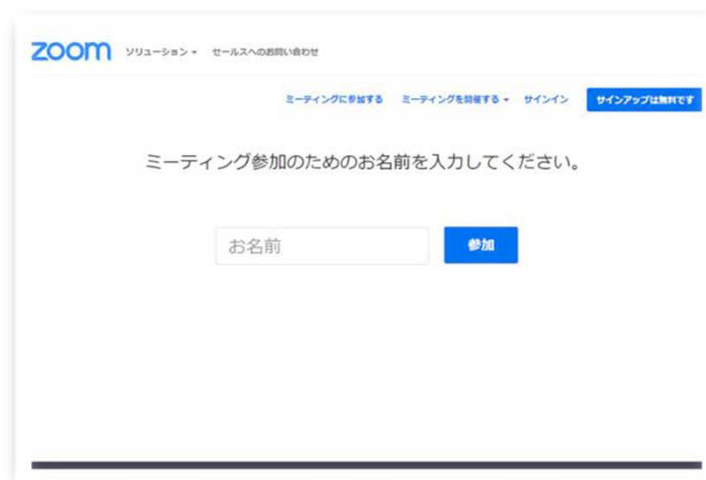 zoom ソリューション セールスへのお問い合わせ
ミーティングに参加する ミーティングを開催する サインイン サインアップは無料です
ミーティング参加のためのお名前を入力してください。
お名前 参加